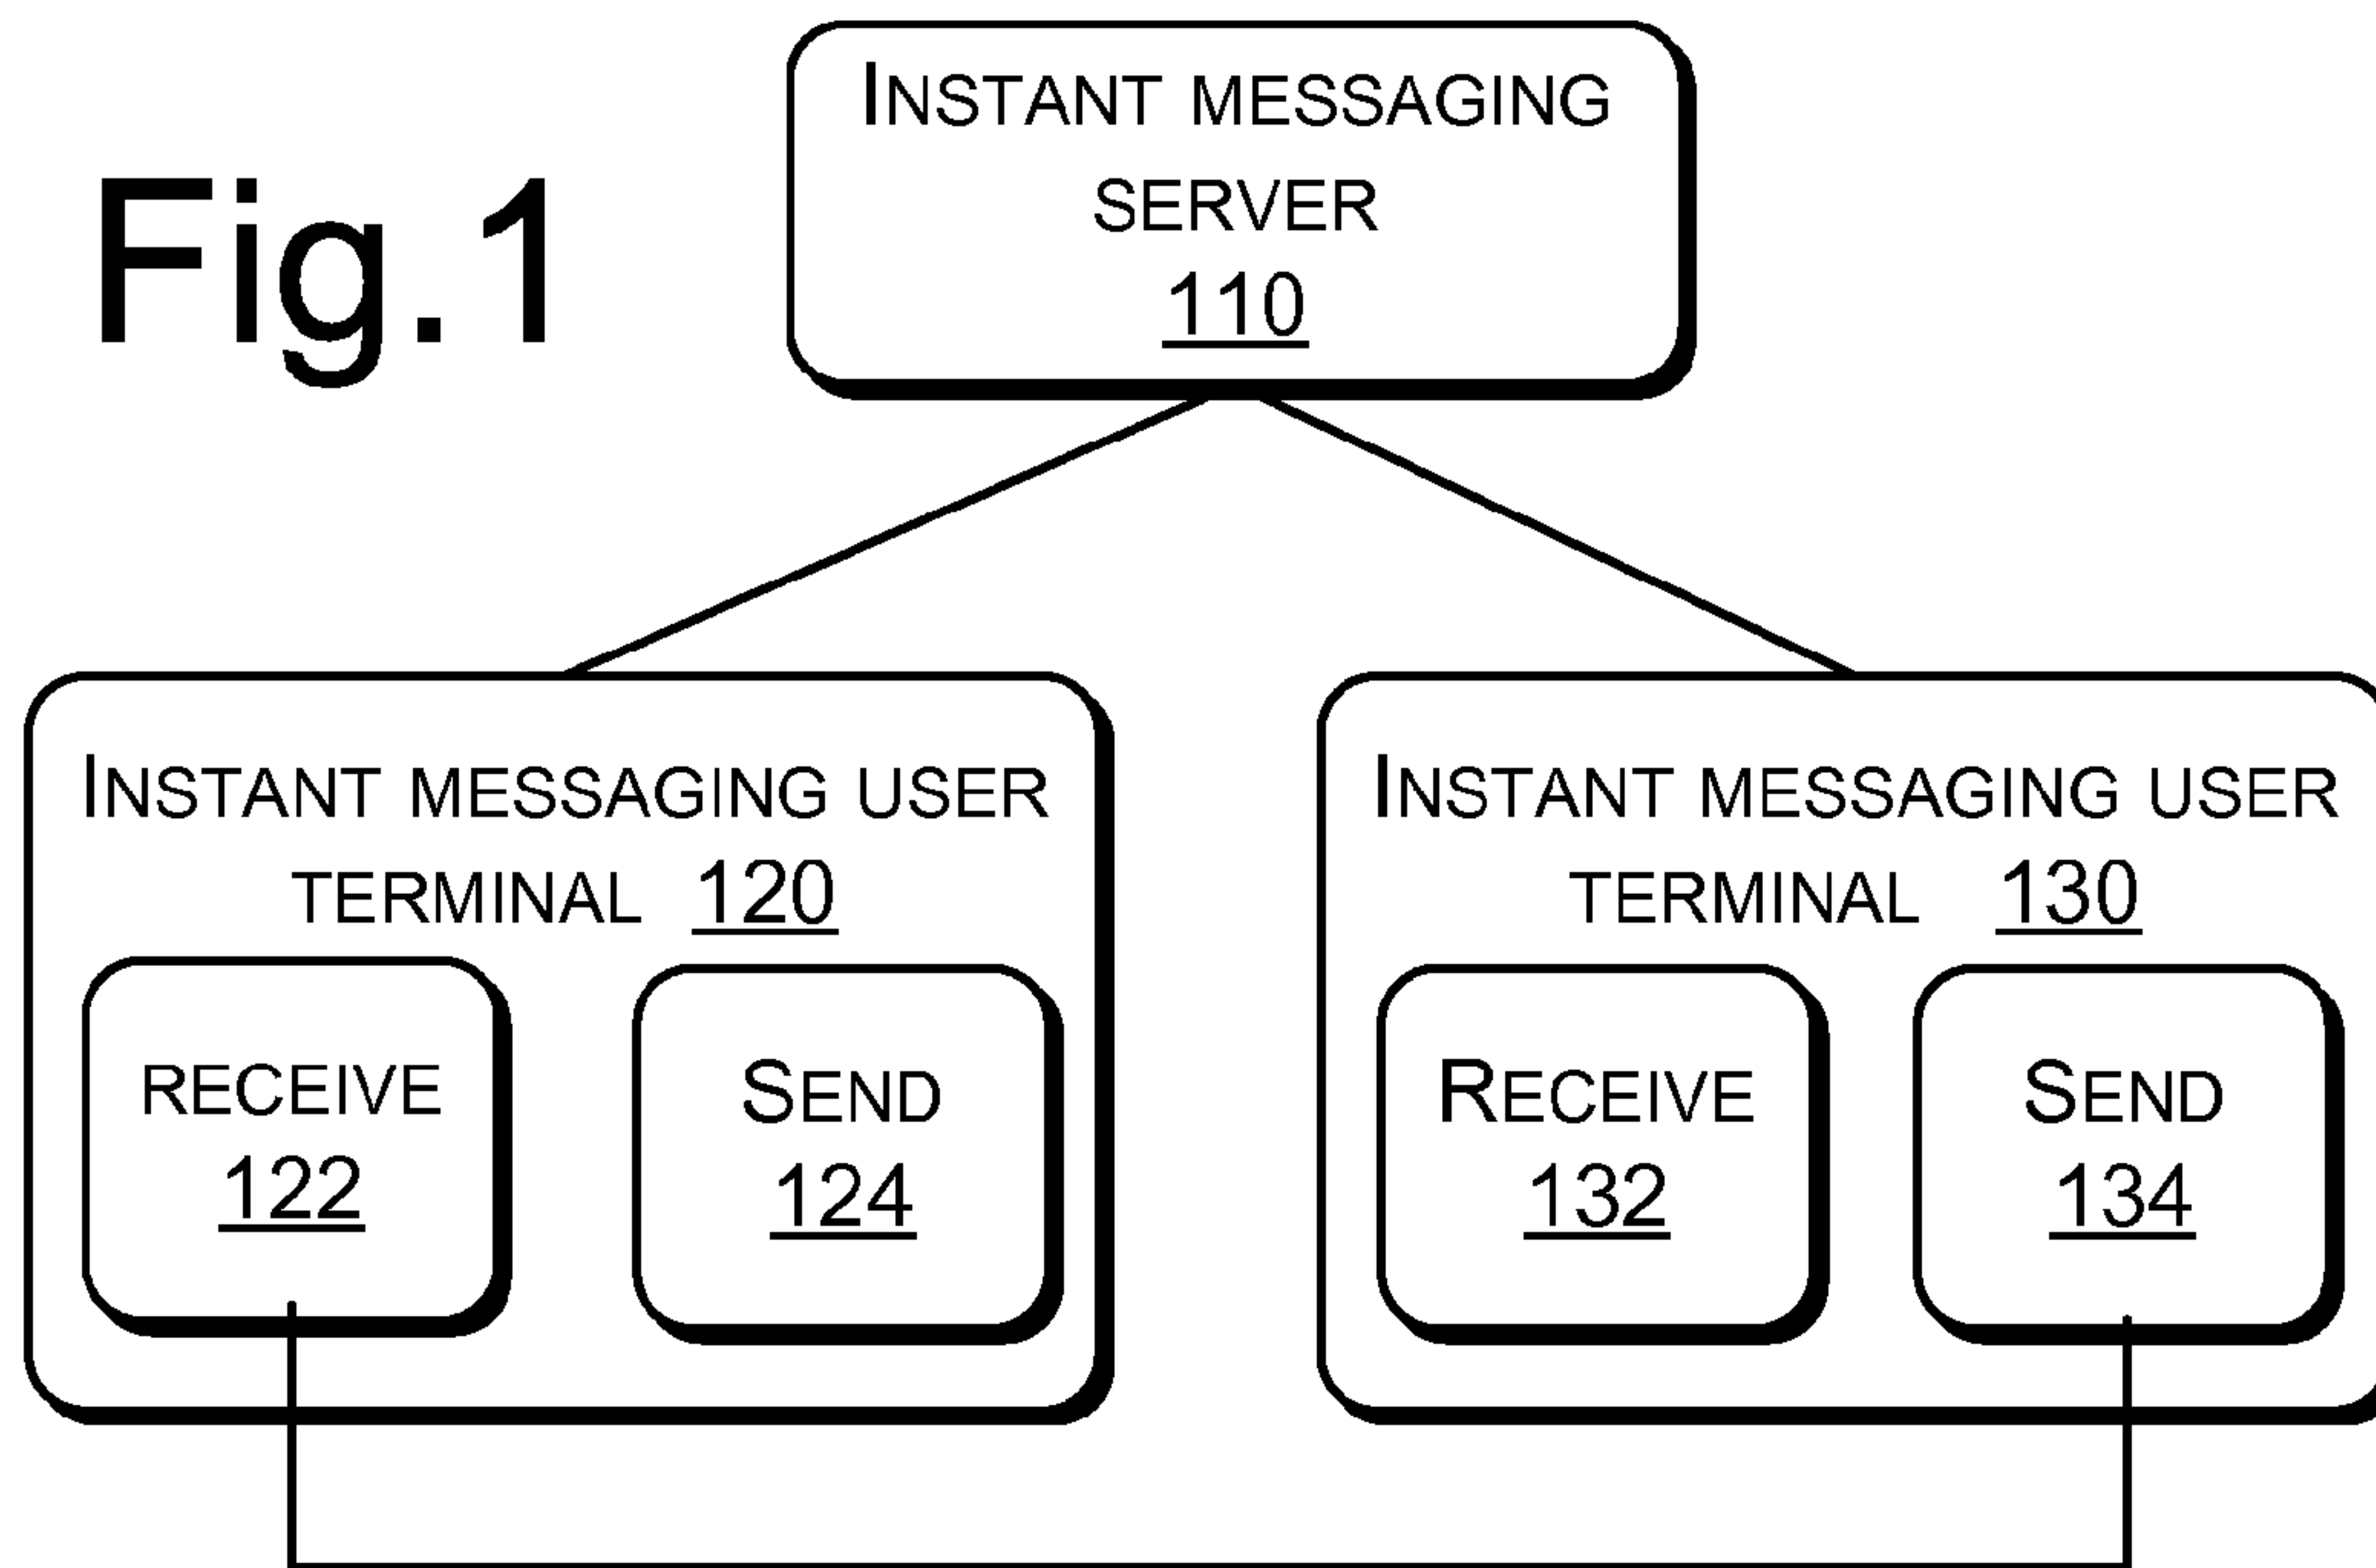 Fig.1
INSTANT MESSAGING
SERVER
110
INSTANT MESSAGING USER
TERMINAL 120
RECEIVE
122
SEND
124
INSTANT MESSAGING USER
TERMINAL 130
RECEIVE
132
SEND
134